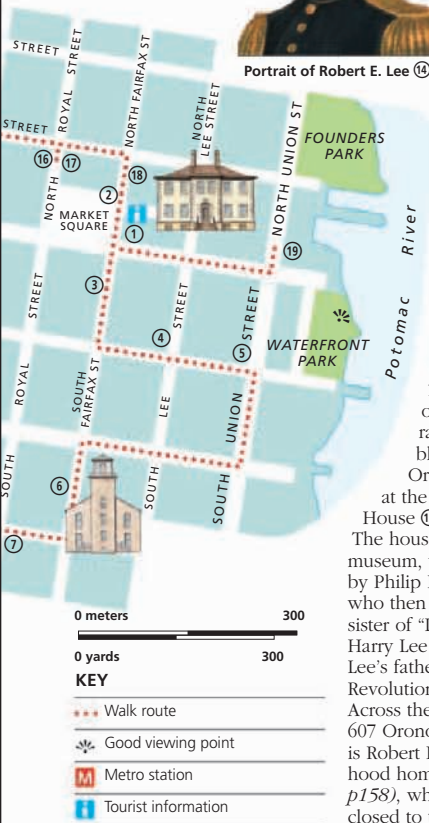 Portrait of Robert E. Lee ⑭
STREET
ROYAL STREET
NORTH FAIRFAX ST
NORTH
LEE STREET
NORTH UNION ST
FOUNDERS
PARK
STREET
⑯
⑰
⑱
②
NORTH
MARKET
SQUARE
①
⑲
Potomac River
③
STREET
④
STREET
⑤
STREET
WATERFRONT
PARK
ROYAL
SOUTH
FAIRFAX ST
LEE
UNION
SOUTH
⑥
SOUTH
SOUTH
⑦
at the
House
The hous
museum,
by Philip
who then
sister of
Harry Lee
Lee's fathe
Revolution
Across the
607 Orono
is Robert
hood hom
p158), wh
closed to
0 meters 300
0 yards 300
KEY
Walk route
Good viewing point
M Metro station
i Tourist information